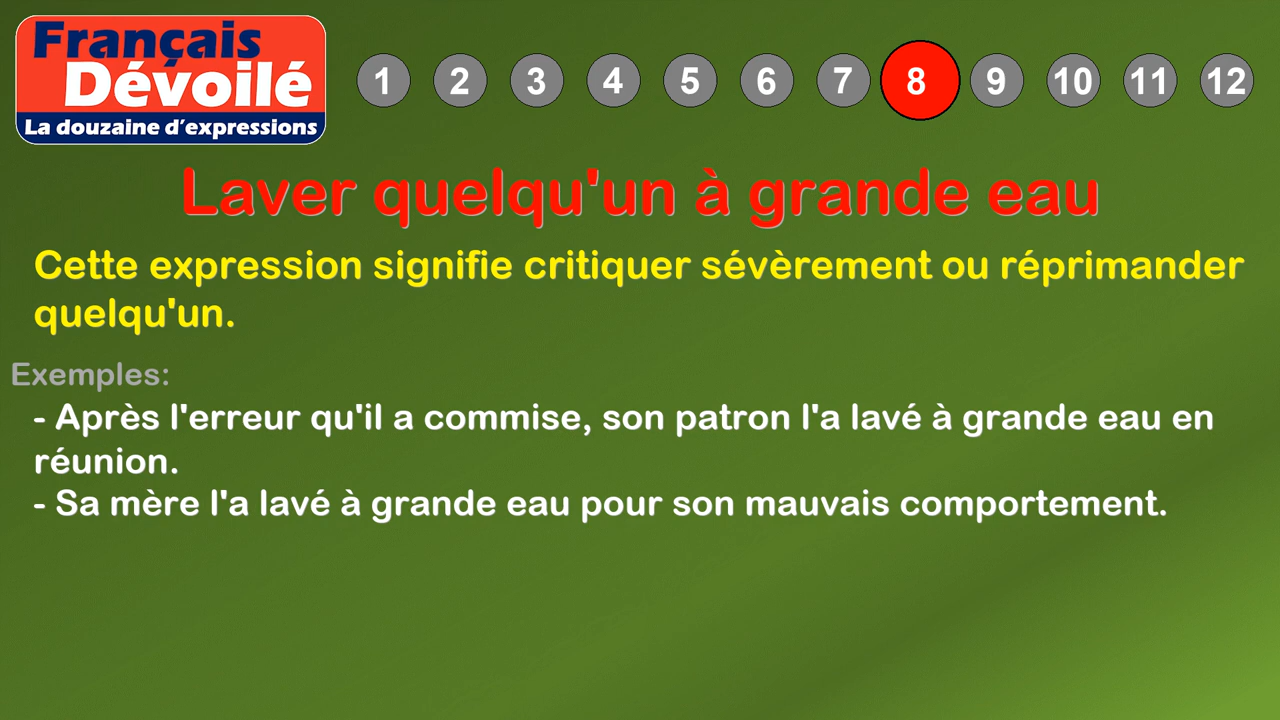 Français
Dévoilé
La douzaine d'expressions
1 2 3 4 5 6 7 8 9 10 11 12
Laver quelqu'un à grande eau
Cette expression signifie critiquer sévèrement ou réprimander
quelqu'un.
Exemples:
- Après l'erreur qu'il a commise, son patron l'a lavé à grande eau en
réunion.
- Sa mère l'a lavé à grande eau pour son mauvais comportement.